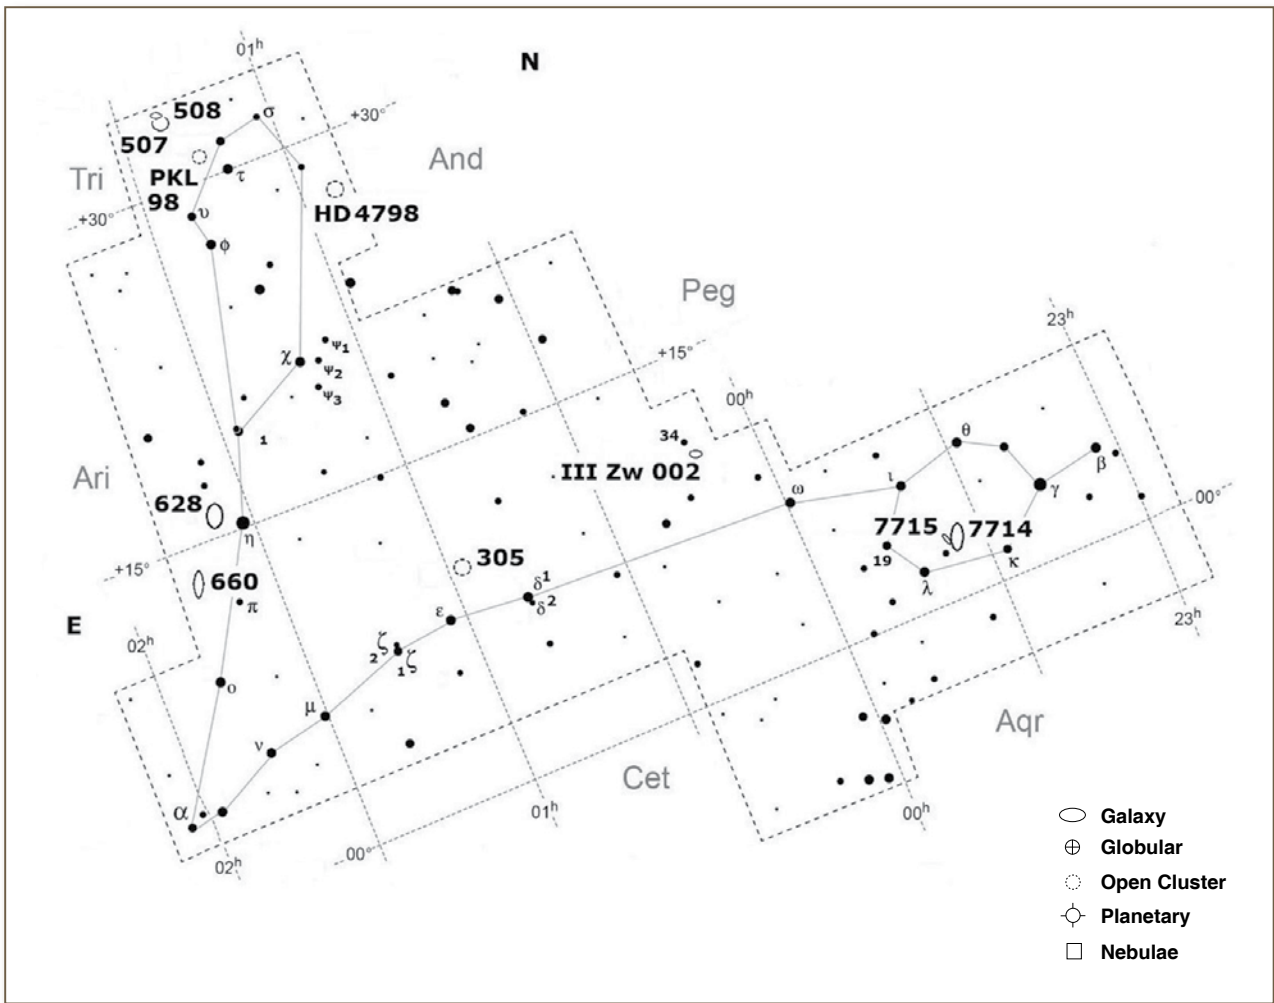 01h
N
508
σ
+30°
507
And
Tri
PKL
98
τ
υ
HD 4798
+30°
φ
Peg
23h
χ
ψ1
ψ2
ψ3
+15°
00h
34
θ
1
III Zw 002
β
Ari
ω
ι
γ
00°
628
η
7715
7714
19
κ
305
λ
+15°
660
π
δ1
δ2
ε
E
02h
ζ
2
1
ζ
23h
ο
μ
ν
Aqr
Cet
α
01h
00h
00°
02h
Galaxy
Globular
Open Cluster
Planetary
Nebulae